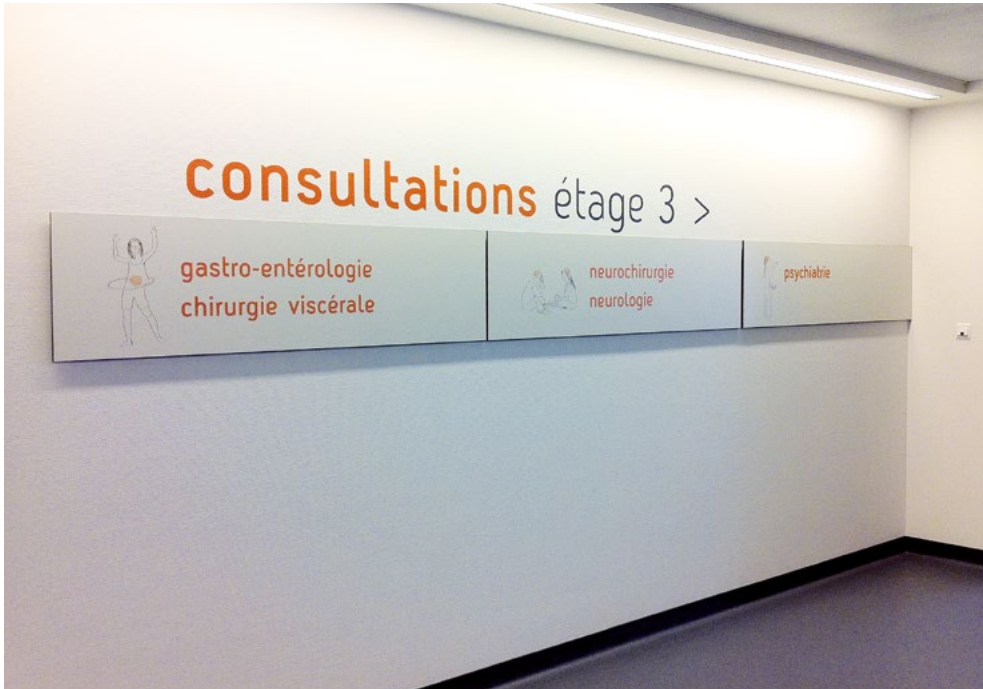 consultations étage 3 >
gastro-entérologie
chirurgie viscérale
neurochirurgie
neurologie
psychiatrie